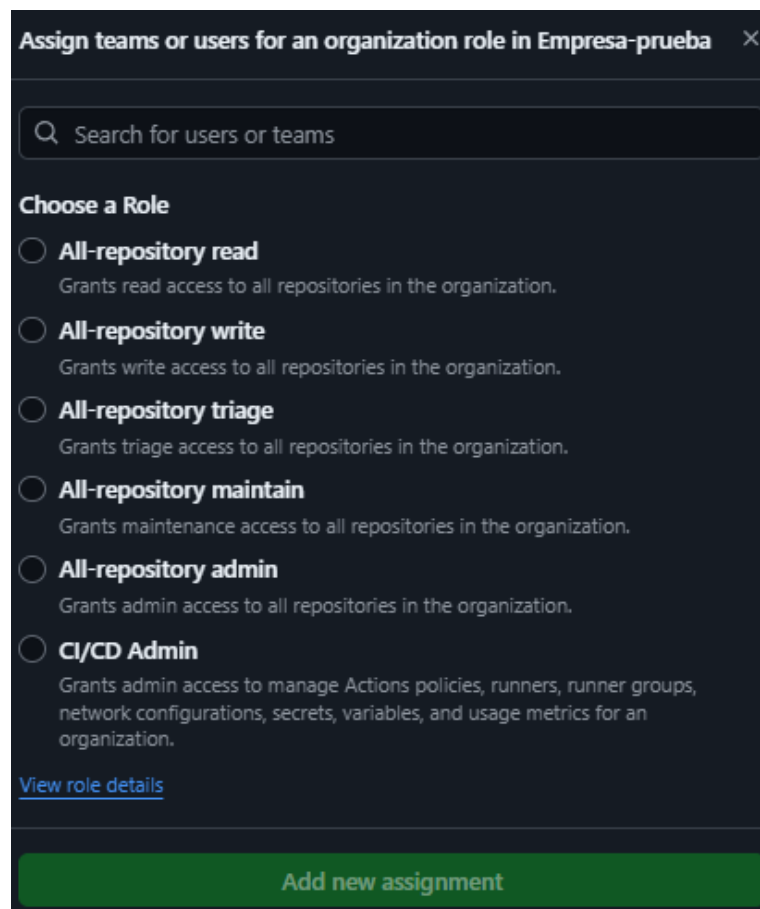 Assign teams or users for an organization role in Empresa-prueba
Search for users or teams
Choose a Role
All-repository read
Grants read access to all repositories in the organization.
All-repository write
Grants write access to all repositories in the organization.
All-repository triage
Grants triage access to all repositories in the organization.
All-repository maintain
Grants maintenance access to all repositories in the organization.
All-repository admin
Grants admin access to all repositories in the organization.
CI/CD Admin
Grants admin access to manage Actions policies, runners, runner groups,
network configurations, secrets, variables, and usage metrics for an
organization.
View role details
Add new assignment